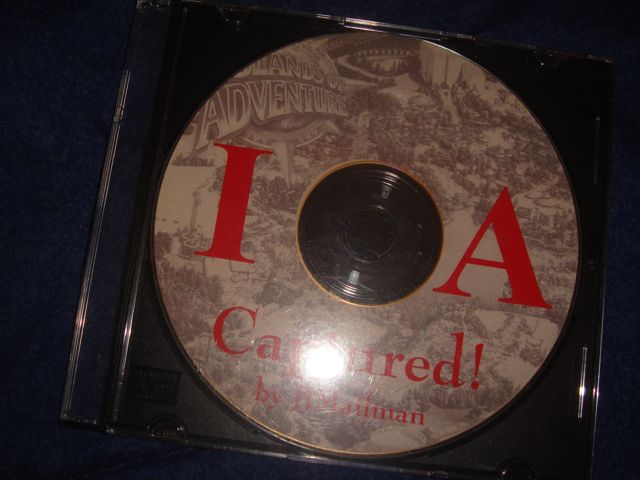 ISLANDS OF
ADVENTURE
I A
Captured!
by